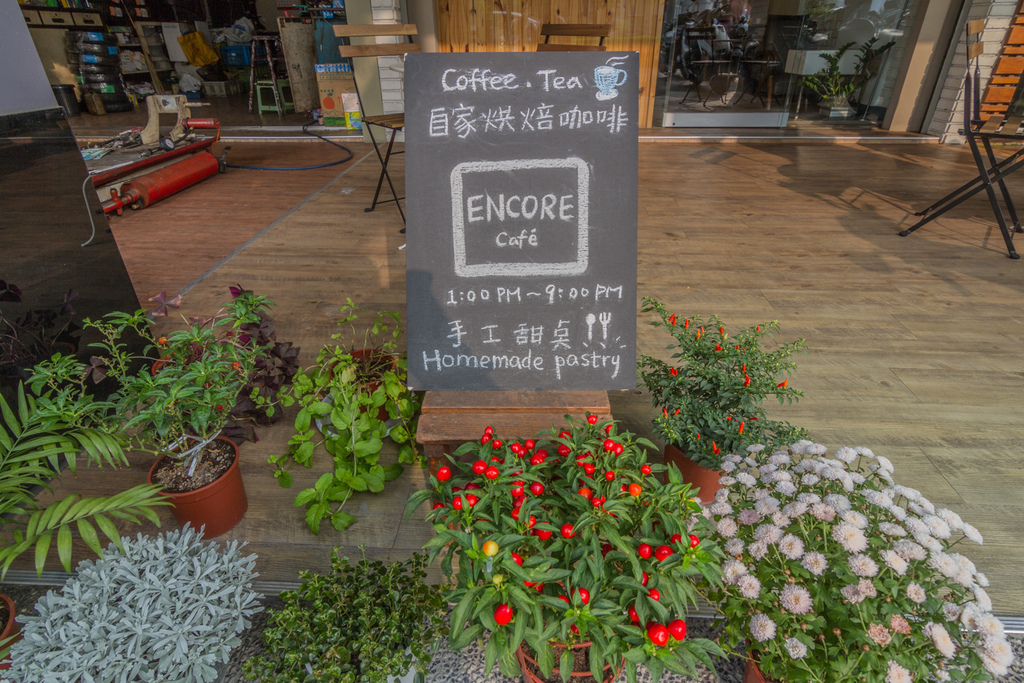 Coffee . Tea
自家烘焙咖啡
ENCORE
Café
1:00 PM ~ 9:00 PM
手工甜桌
Homemade pastry